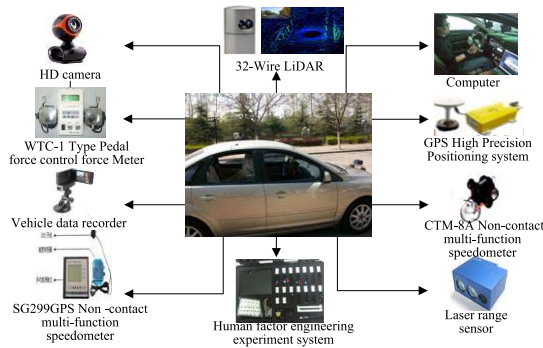 HD camera
32-Wire LiDAR
Computer
WTC-1 Type Pedal
force control force Meter
GPS High Precision
Positioning system
Vehicle data recorder
CTM-8A Non-contact
multi-function
speedometer
SG299GPS Non -contact
multi-function
speedometer
Human factor engineering
experiment system
Laser range
sensor